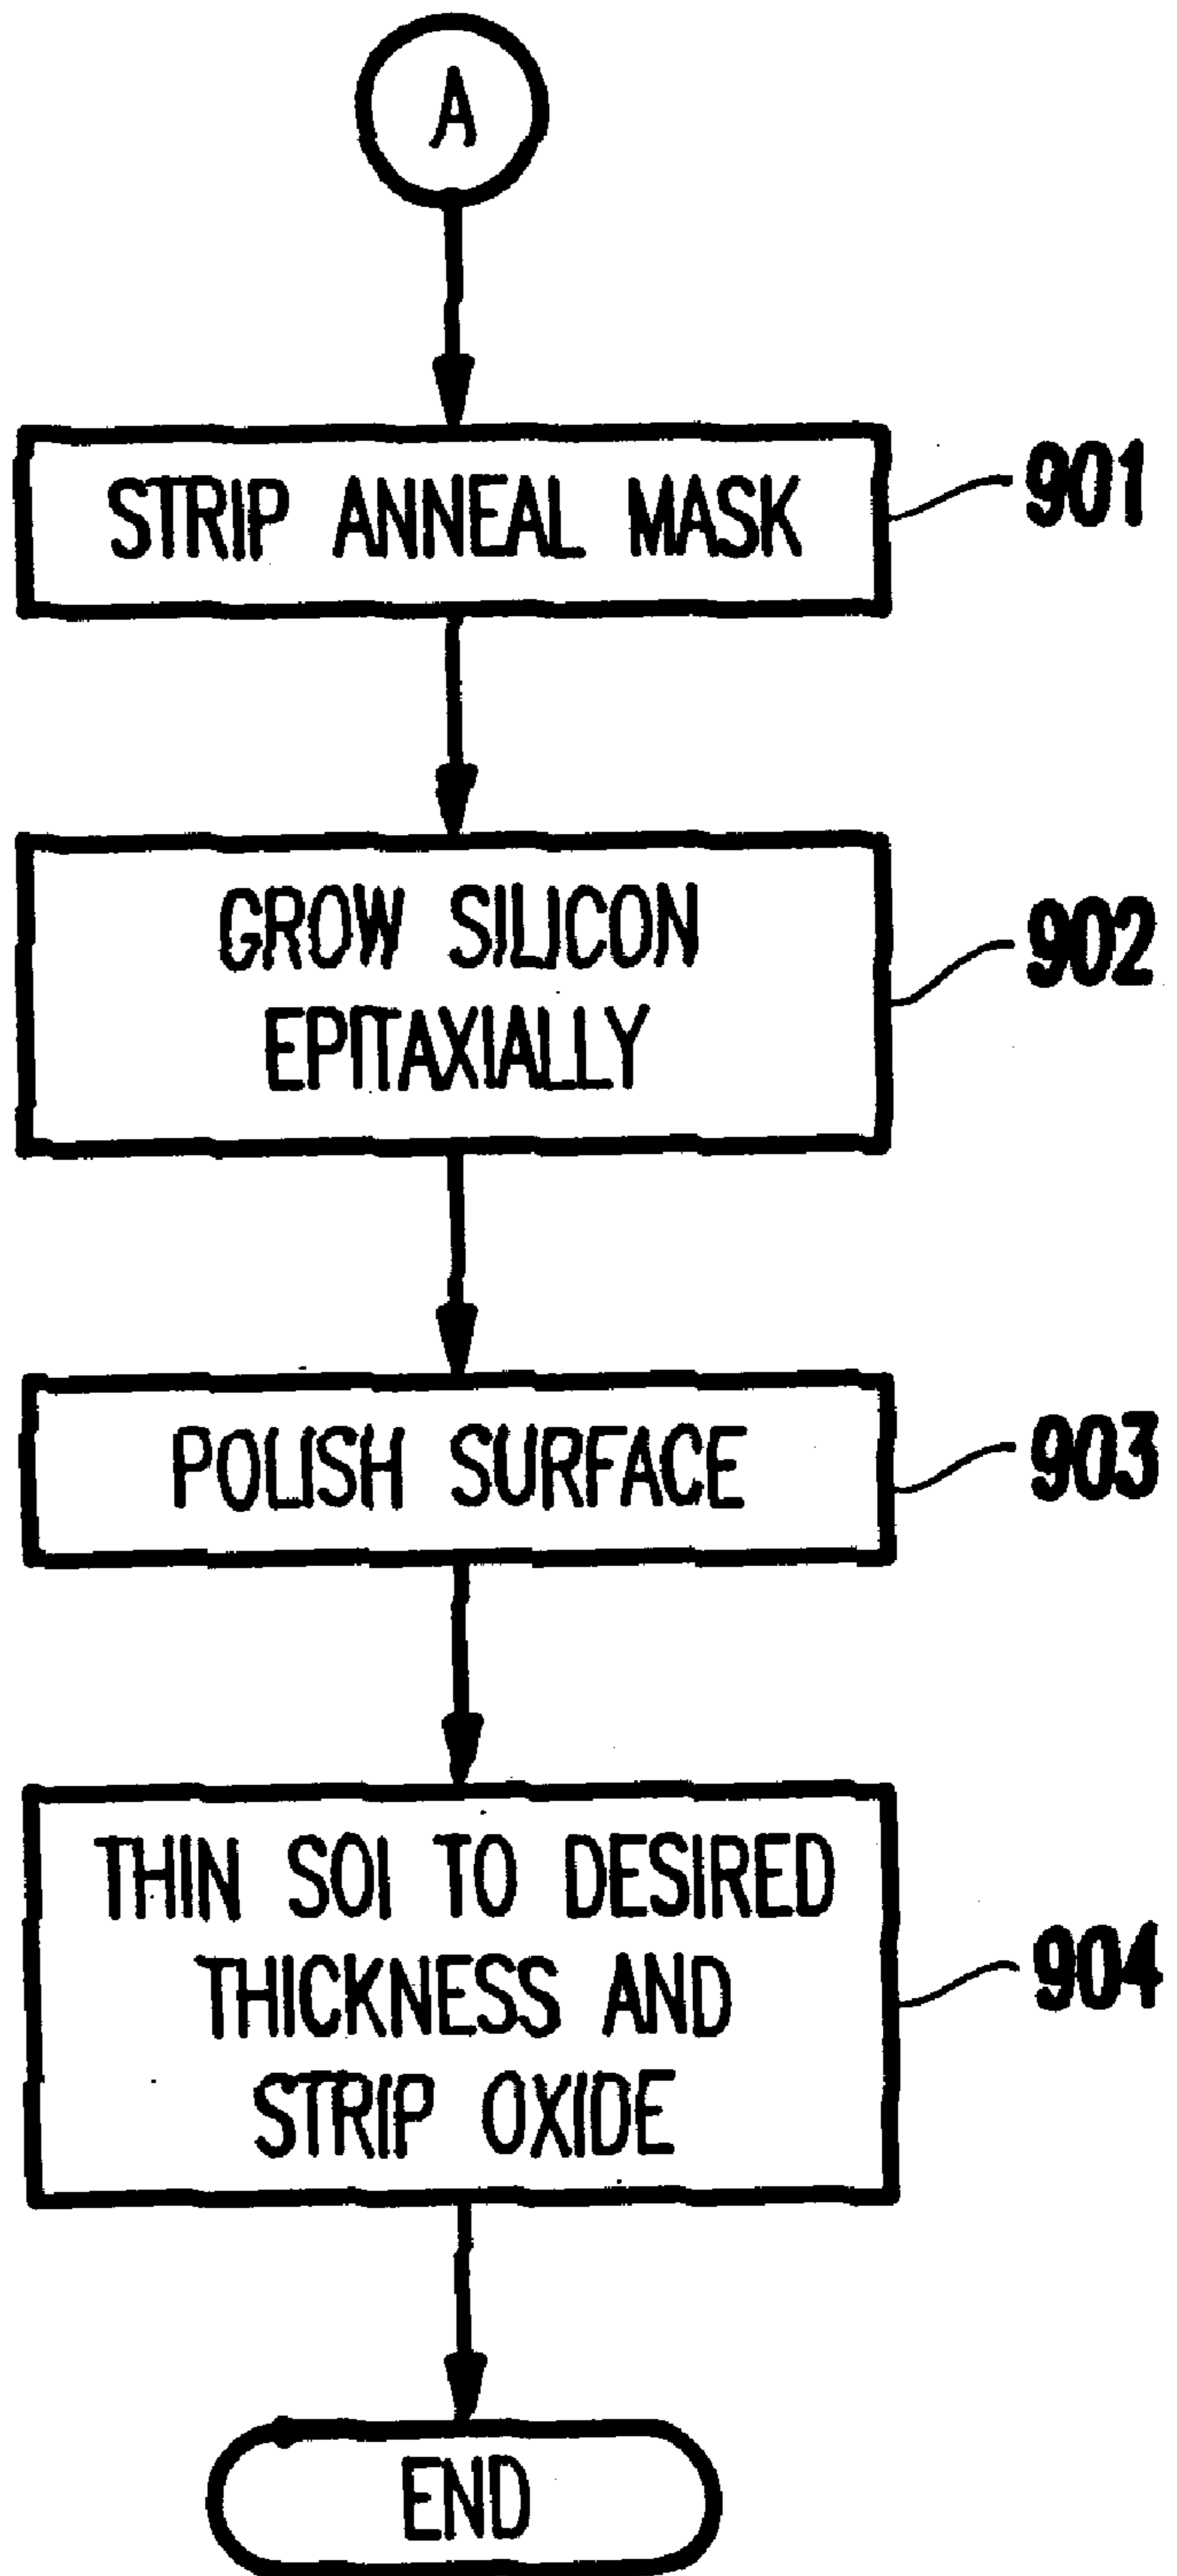 A
STRIP ANNEAL MASK
901
GROW SILICON
EPITAXIALLY
902
POLISH SURFACE
903
THIN SOI TO DESIRED
THICKNESS AND
STRIP OXIDE
904
END